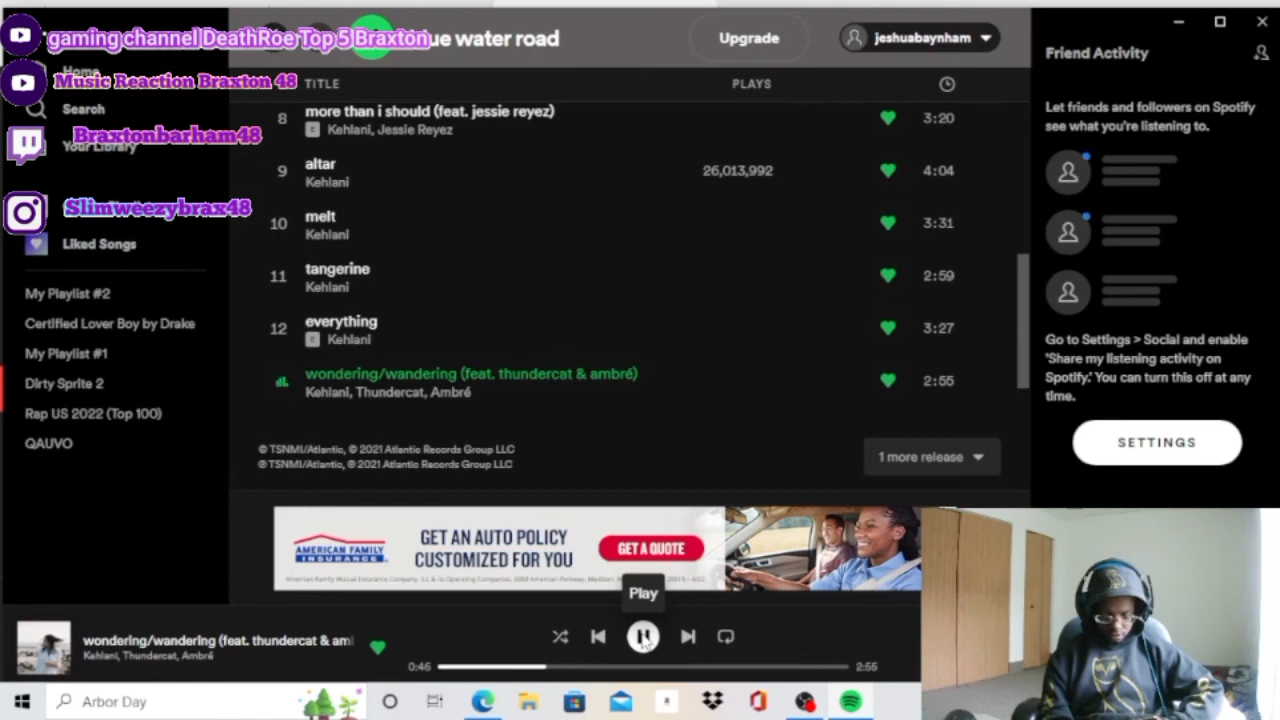 gaming channel DeathRoe Top 5 Braxton
ue water road
Upgrade
jeshuabaynham
Music Reaction Braxton 48
Home
Search
Braxtonbarham48
Your Library
Slimweezybrax48
Liked Songs
My Playlist #2
Certified Lover Boy by Drake
My Playlist #1
Dirty Sprite 2
Rap US 2022 (Top 100)
QAUVO
TITLE
PLAYS
8 more than i should (feat. jessie reyez) 3:20
E Kehlani, Jessie Reyez
9 altar 26,013,992 4:04
Kehlani
10 melt 3:31
Kehlani
11 tangerine 2:59
Kehlani
12 everything 3:27
E Kehlani
wondering/wandering (feat. thundercat & ambré) 2:55
Kehlani, Thundercat, Ambré
© TSNMI/Atlantic, © 2021 Atlantic Records Group LLC
℗ TSNMI/Atlantic, ℗ 2021 Atlantic Records Group LLC
1 more release
Friend Activity
Let friends and followers on Spotify
see what you're listening to.
Go to Settings > Social and enable
'Share my listening activity on
Spotify.' You can turn this off at any
time.
SETTINGS
AMERICAN FAMILY
INSURANCE
GET AN AUTO POLICY
CUSTOMIZED FOR YOU
GET A QUOTE
Play
wondering/wandering (feat. thundercat & am
Kehlani, Thundercat, Ambré
0:46
2:55
Arbor Day